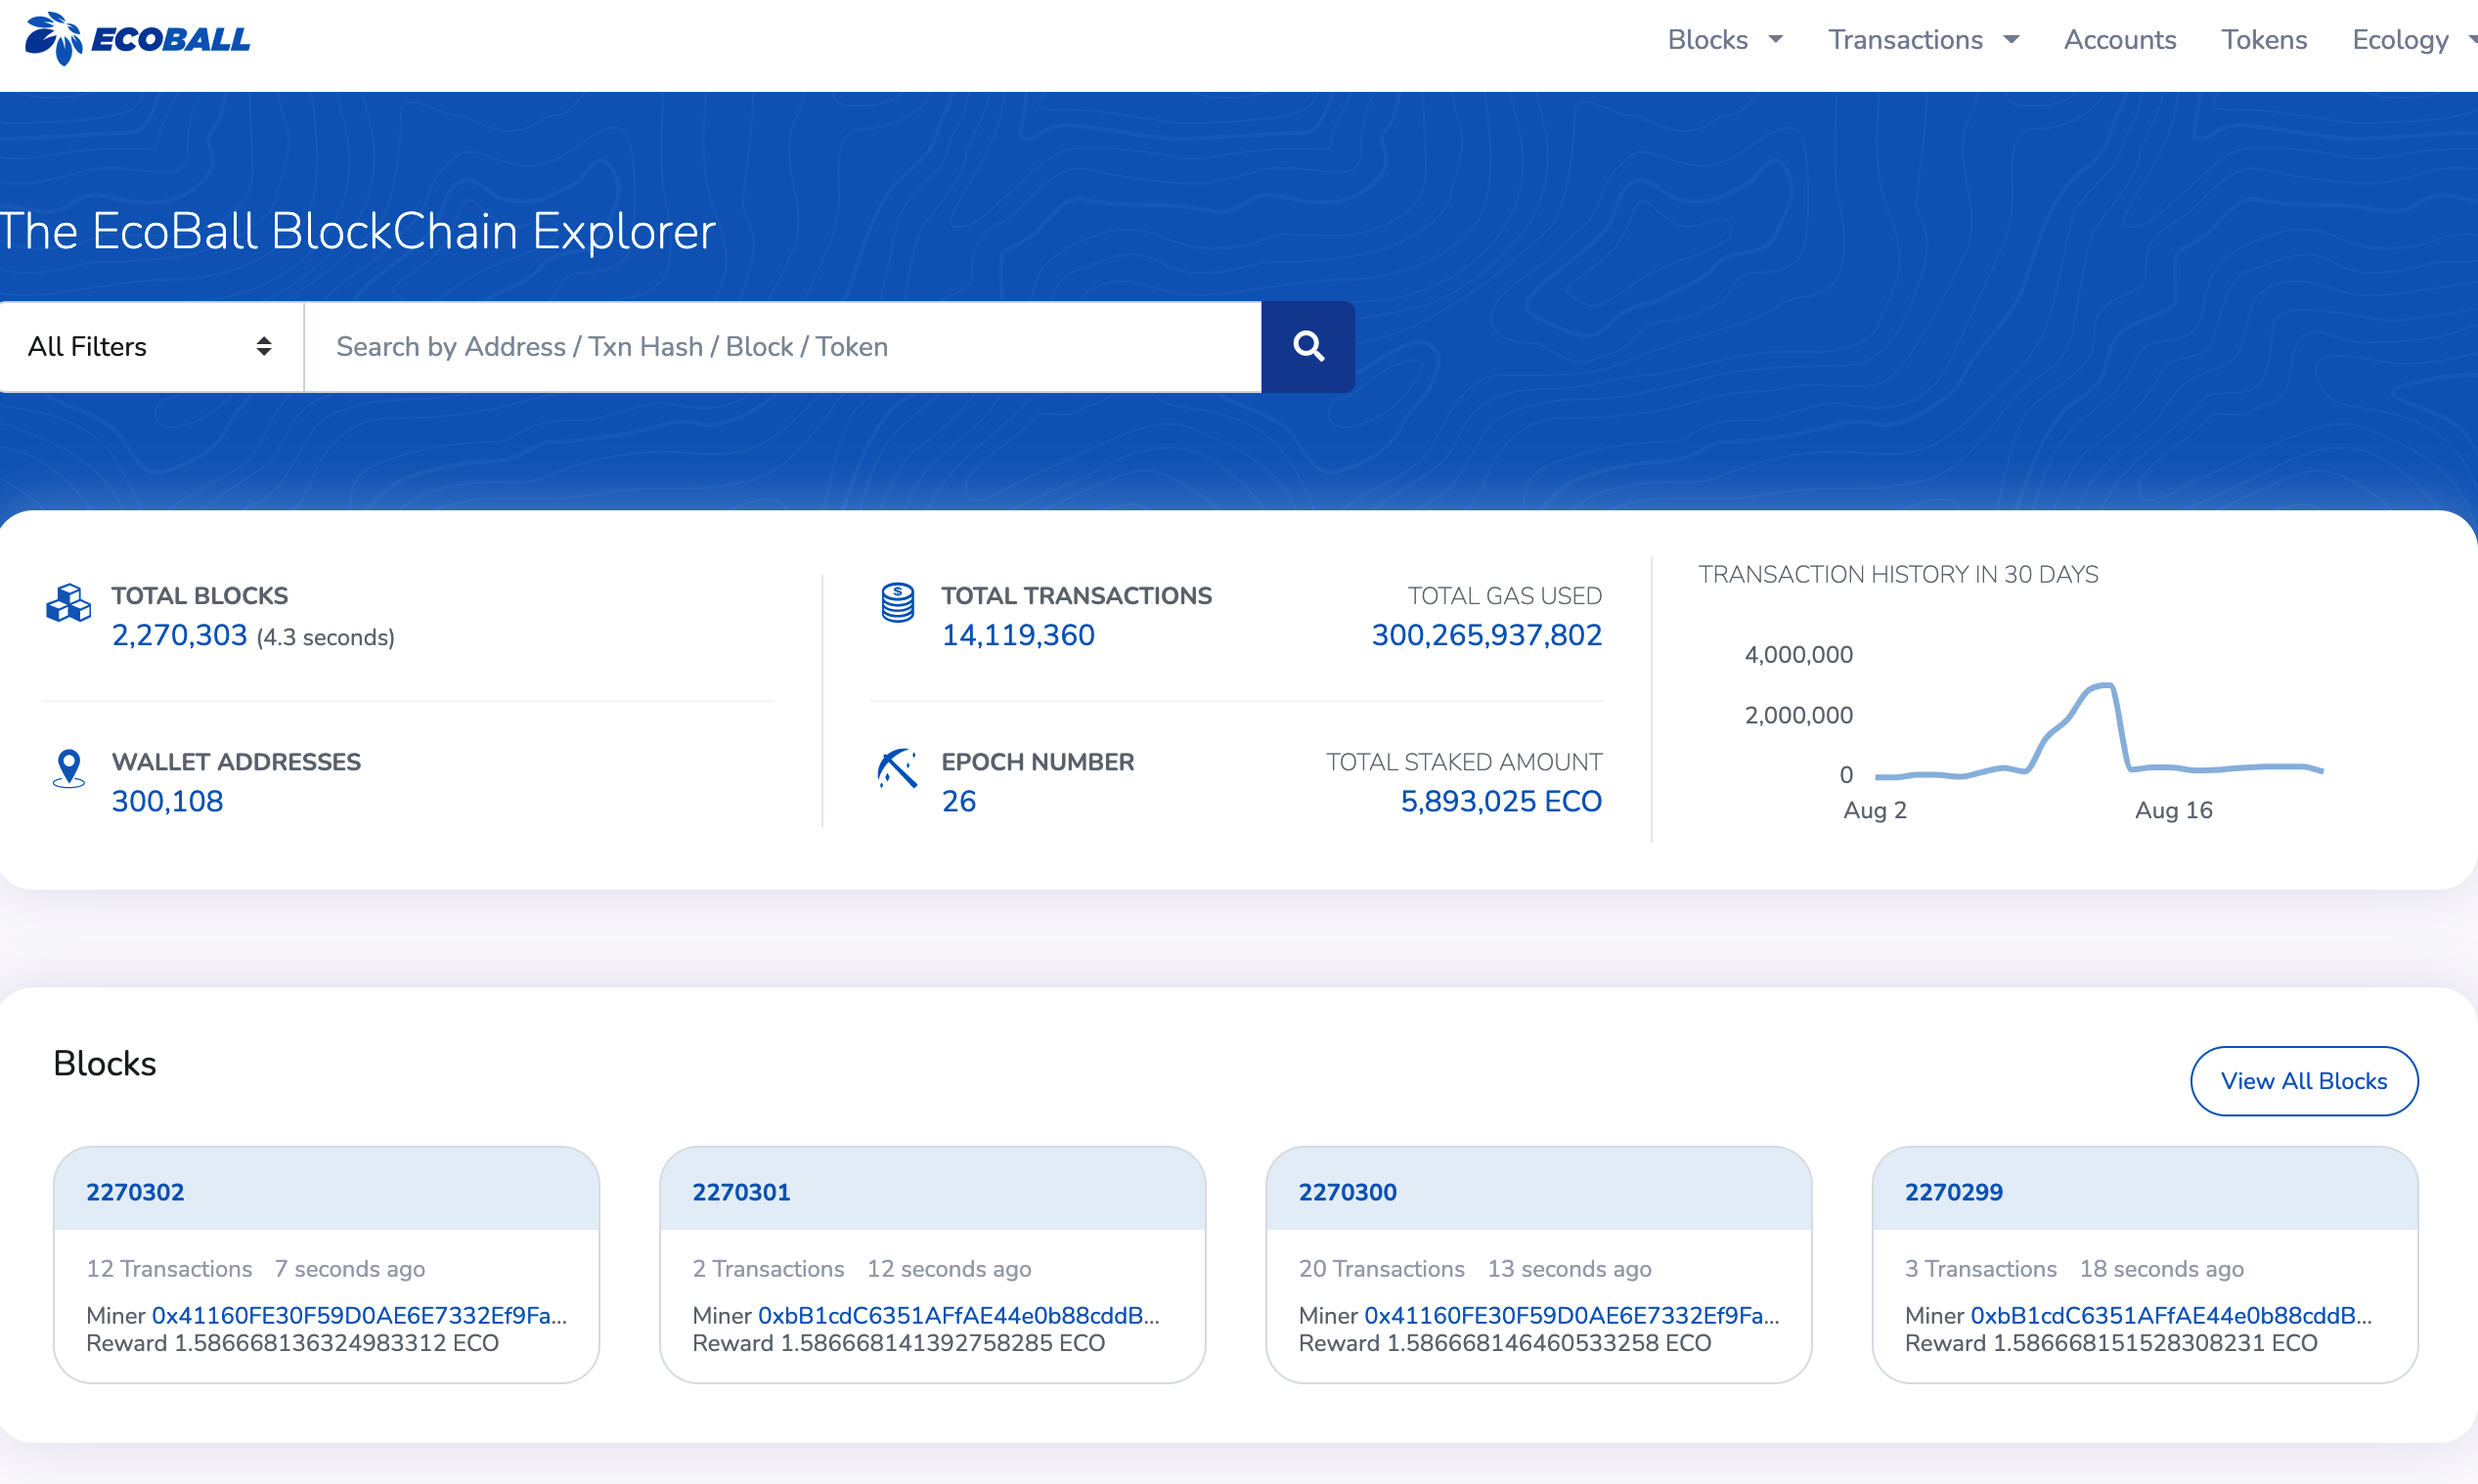 ECOBALL
Blocks Transactions Accounts Tokens Ecology
The EcoBall BlockChain Explorer
All Filters Search by Address / Txn Hash / Block / Token
TOTAL BLOCKS
2,270,303 (4.3 seconds)
WALLET ADDRESSES
300,108
TOTAL TRANSACTIONS TOTAL GAS USED
14,119,360 300,265,937,802
EPOCH NUMBER TOTAL STAKED AMOUNT
26 5,893,025 ECO
TRANSACTION HISTORY IN 30 DAYS
4,000,000
2,000,000
0
Aug 2 Aug 16
Blocks
View All Blocks
2270302
12 Transactions 7 seconds ago
Miner 0x41160FE30F59D0AE6E7332Ef9Fa...
Reward 1.586668136324983312 ECO
2270301
2 Transactions 12 seconds ago
Miner 0xbB1cdC6351AFfAE44e0b88cddB...
Reward 1.586668141392758285 ECO
2270300
20 Transactions 13 seconds ago
Miner 0x41160FE30F59D0AE6E7332Ef9Fa...
Reward 1.586668146460533258 ECO
2270299
3 Transactions 18 seconds ago
Miner 0xbB1cdC6351AFfAE44e0b88cddB...
Reward 1.586668151528308231 ECO